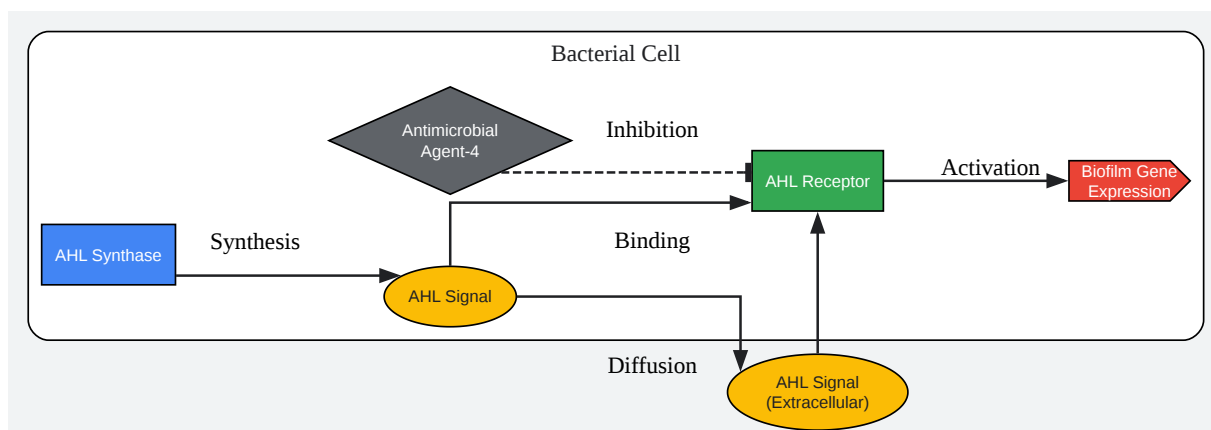 Bacterial Cell
Antimicrobial
Agent-4
Inhibition
AHL Receptor
Activation
Biofilm Gene
Expression
AHL Synthase
Synthesis
Binding
AHL Signal
Diffusion
AHL Signal
(Extracellular)